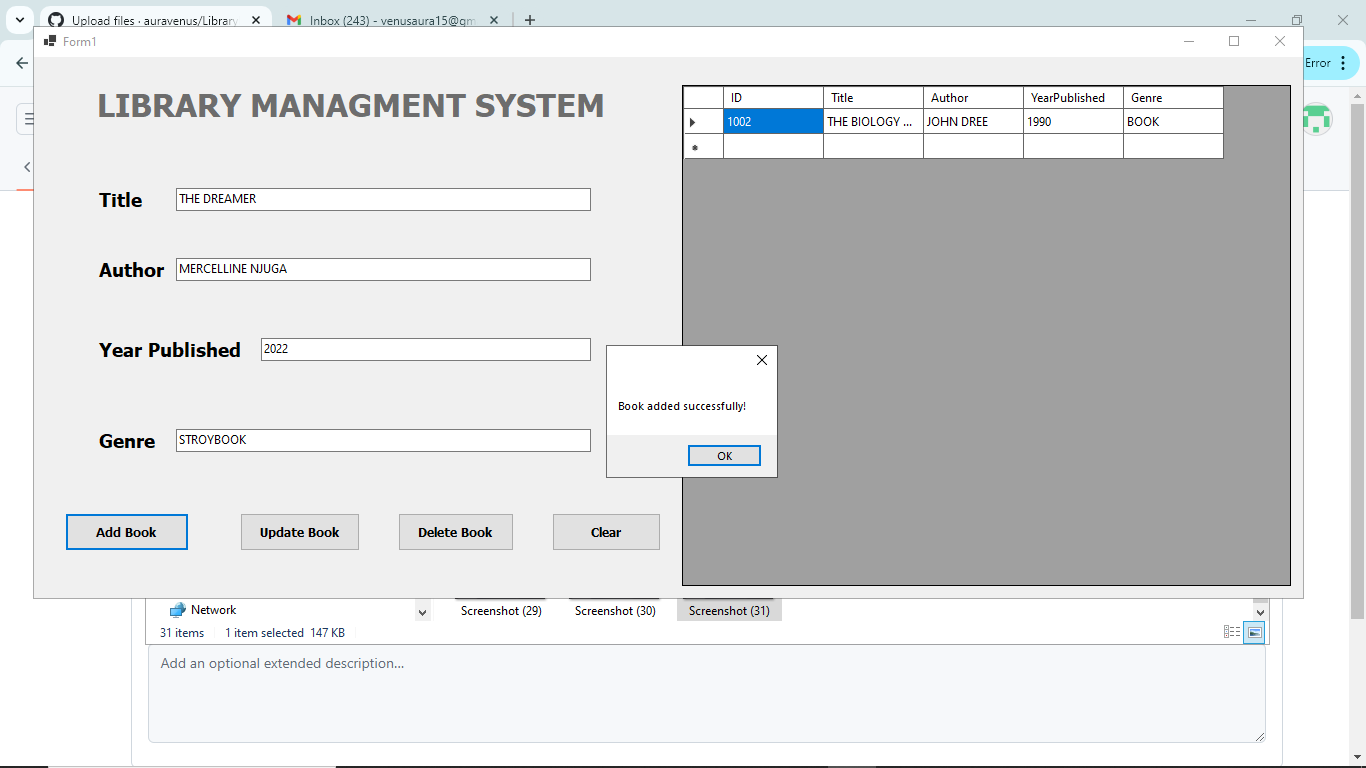 Upload files · auravenus/Library
Inbox (243) - venusaura15@gm
Error
Form1
LIBRARY MANAGMENT SYSTEM
ID Title Author YearPublished Genre
1002 THE BIOLOGY ... JOHN DREE 1990 BOOK
Title THE DREAMER
Author MERCELLINE NJUGA
Year Published 2022
Genre STROYBOOK
Book added successfully!
OK
Add Book Update Book Delete Book Clear
Network
Screenshot (29) Screenshot (30) Screenshot (31)
31 items 1 item selected 147 KB
Add an optional extended description...